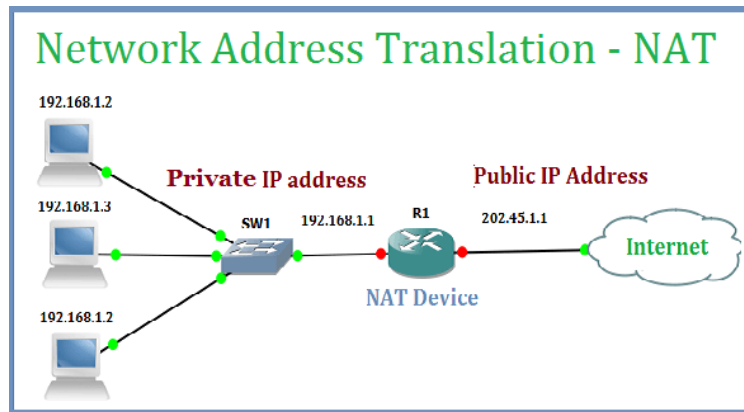 Network Address Translation - NAT
192.168.1.2
Private IP address
Public IP Address
192.168.1.3
SW1
192.168.1.1
R1
202.45.1.1
Internet
NAT Device
192.168.1.2